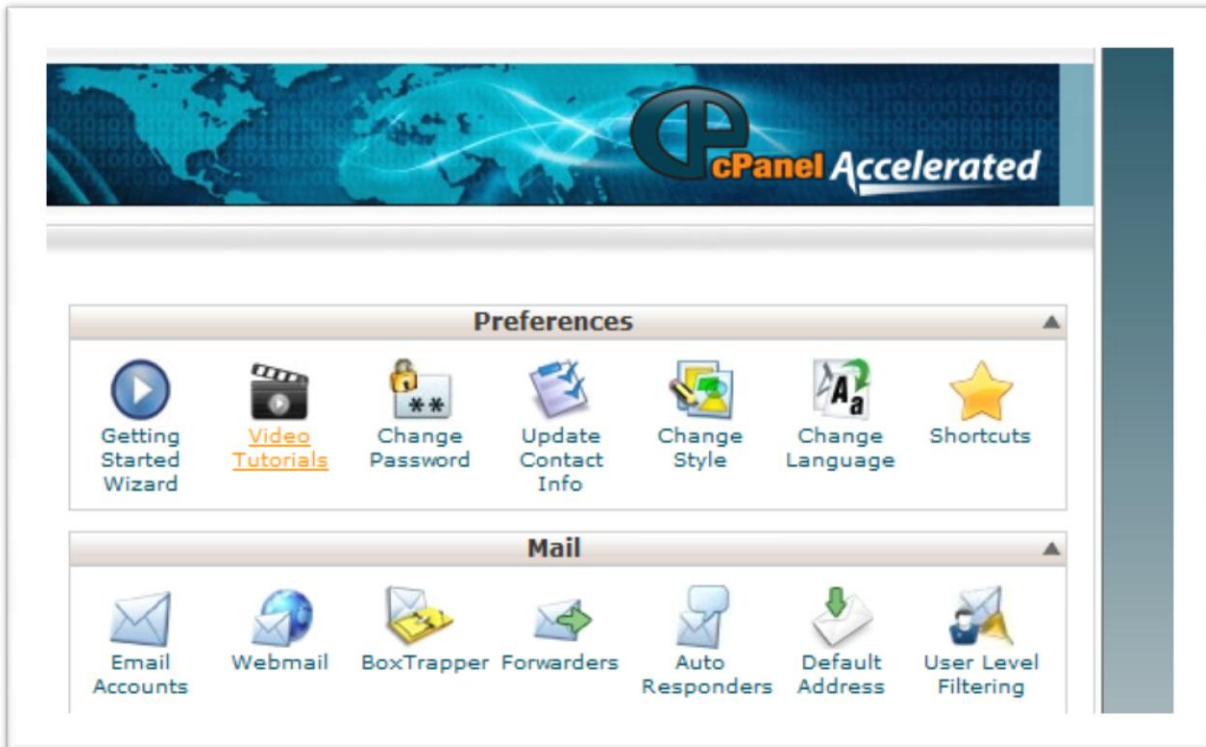 cPanel Accelerated
Preferences
Getting Started Wizard
Video Tutorials
Change Password
Update Contact Info
Change Style
Change Language
Shortcuts
Mail
Email Accounts
Webmail
BoxTrapper
Forwarders
Auto Responders
Default Address
User Level Filtering